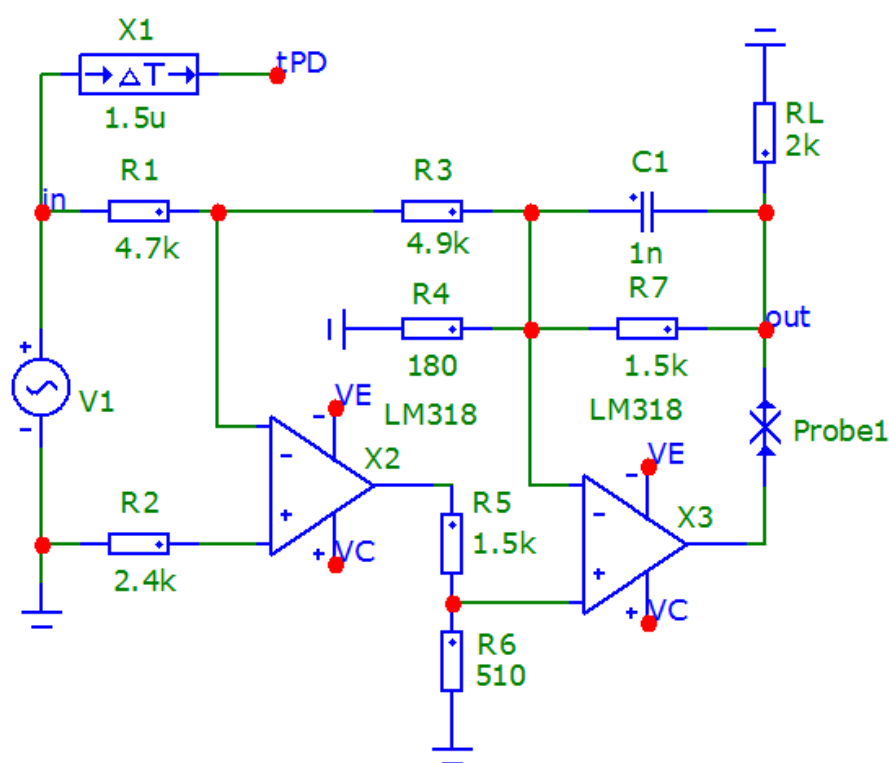 X1
ΔT
tPD
1.5u
RL
2k
in
R1
4.7k
R3
4.9k
C1
1n
R4
180
R7
1.5k
out
V1
VE
LM318
X2
VC
R2
2.4k
R5
1.5k
R6
510
LM318
VE
X3
VC
Probe1